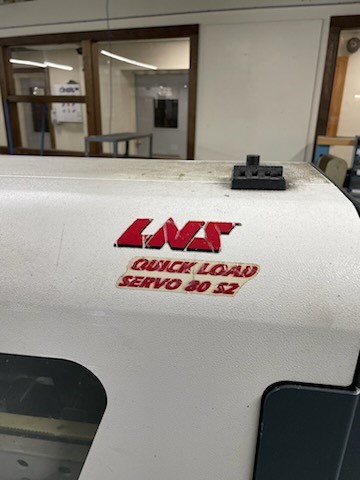 LNS
QUICK LOAD
SERVO 80 S2